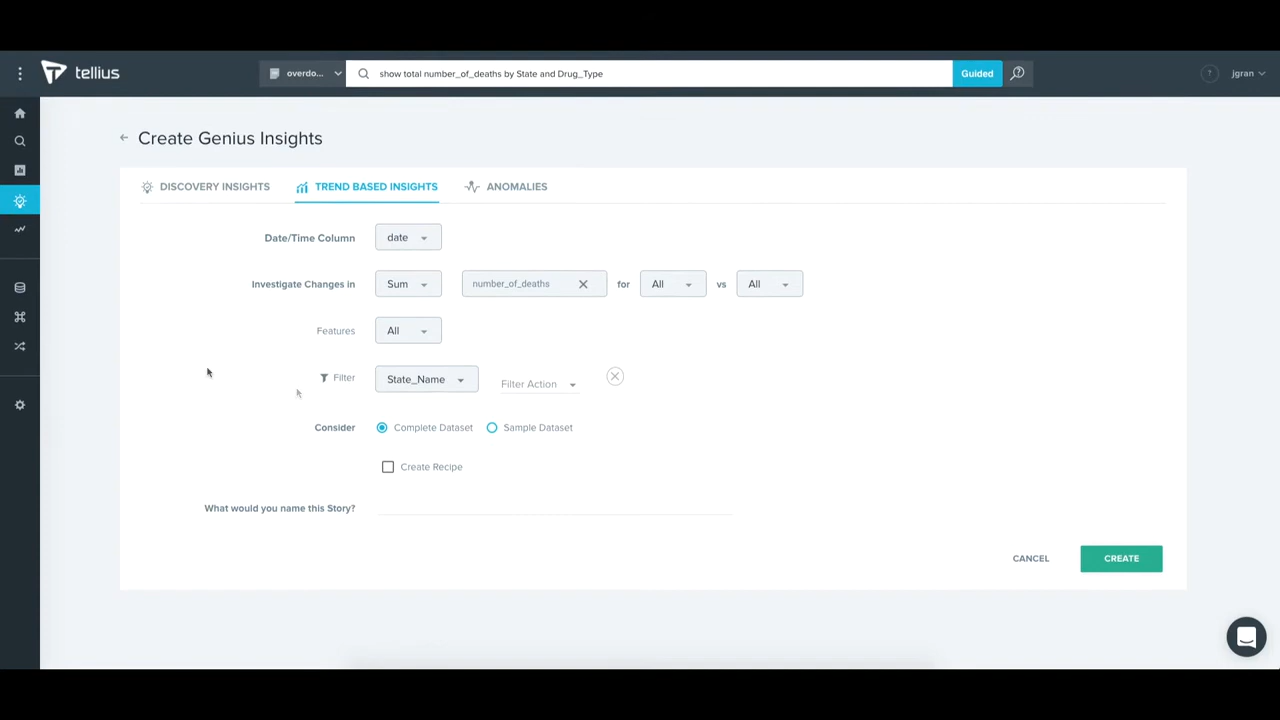 tellius
overdo...
show total number_of_deaths by State and Drug_Type
Guided
?
jgran
Create Genius Insights
DISCOVERY INSIGHTS
TREND BASED INSIGHTS
ANOMALIES
Date/Time Column
date
Investigate Changes in
Sum
number_of_deaths
for
All
vs
All
Features
All
Filter
State_Name
Filter Action
Consider
Complete Dataset
Sample Dataset
Create Recipe
What would you name this Story?
CANCEL
CREATE